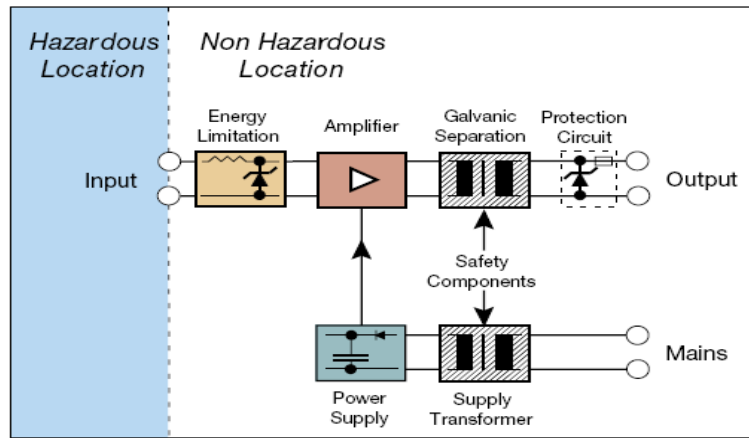 Hazardous
Location
Non Hazardous
Location
Energy
Limitation
Amplifier
Galvanic
Separation
Protection
Circuit
Input
Output
Safety
Components
Mains
Power
Supply
Supply
Transformer